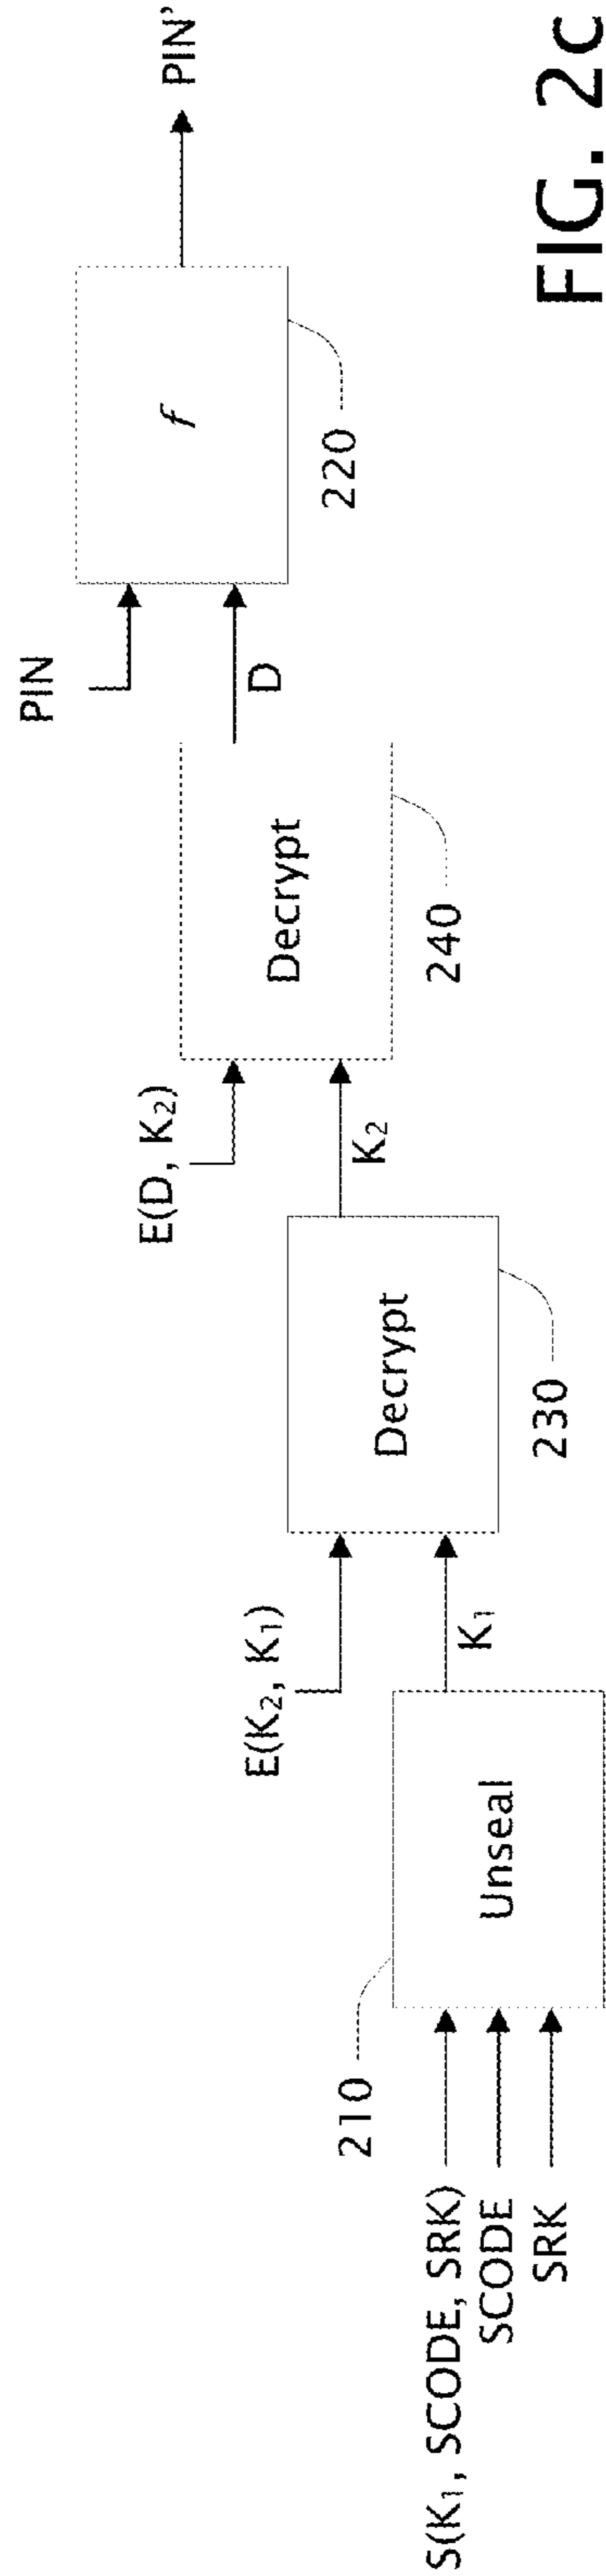 S(K₁, SCODE, SRK)
SCODE
SRK
210
Unseal
K₁
E(K₂, K₁)
Decrypt
230
K₂
E(D, K₂)
Decrypt
240
D
PIN
f
220
PIN'
FIG. 2c